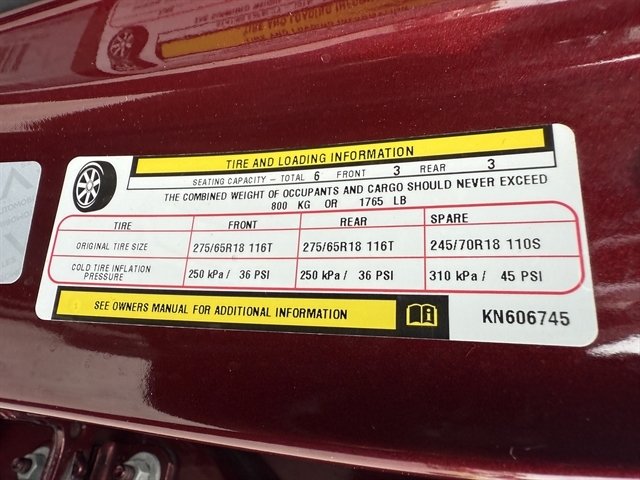 TIRE AND LOADING INFORMATION
SEATING CAPACITY – TOTAL 6 FRONT 3 REAR 3
THE COMBINED WEIGHT OF OCCUPANTS AND CARGO SHOULD NEVER EXCEED
800 KG OR 1765 LB
TIRE FRONT REAR SPARE
ORIGINAL TIRE SIZE 275/65R18 116T 275/65R18 116T 245/70R18 110S
COLD TIRE INFLATION
PRESSURE 250 kPa / 36 PSI 250 kPa / 36 PSI 310 kPa / 45 PSI
SEE OWNERS MANUAL FOR ADDITIONAL INFORMATION
KN606745